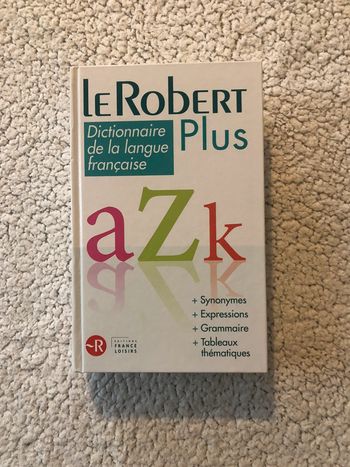 LE ROBERT
Plus
Dictionnaire
de la langue
française
aZk
+ Synonymes
+ Expressions
+ Grammaire
+ Tableaux
thématiques
R
ÉDITIONS
FRANCE
LOISIRS